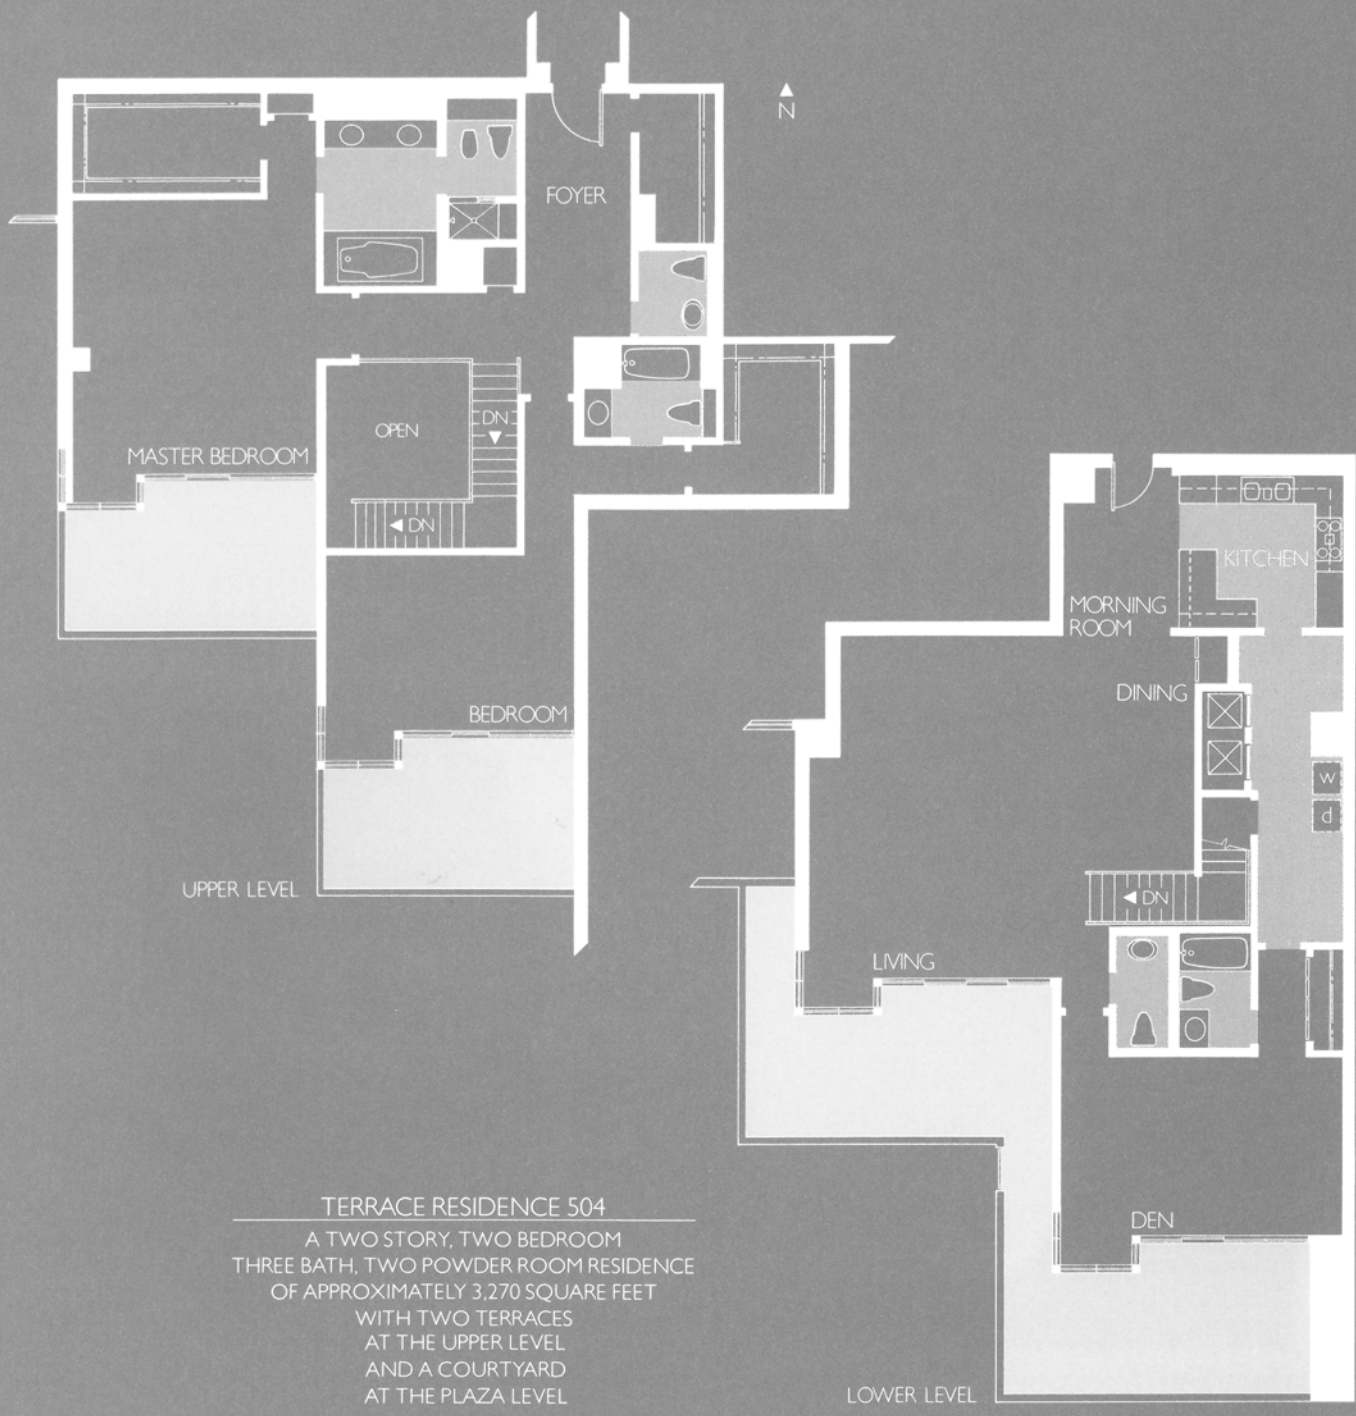 N
FOYER
OPEN
DN
MASTER BEDROOM
DN
KITCHEN
MORNING
ROOM
DINING
BEDROOM
w
d
UPPER LEVEL
DN
LIVING
TERRACE RESIDENCE 504
A TWO STORY, TWO BEDROOM
THREE BATH, TWO POWDER ROOM RESIDENCE
OF APPROXIMATELY 3,270 SQUARE FEET
WITH TWO TERRACES
AT THE UPPER LEVEL
AND A COURTYARD
AT THE PLAZA LEVEL
DEN
LOWER LEVEL